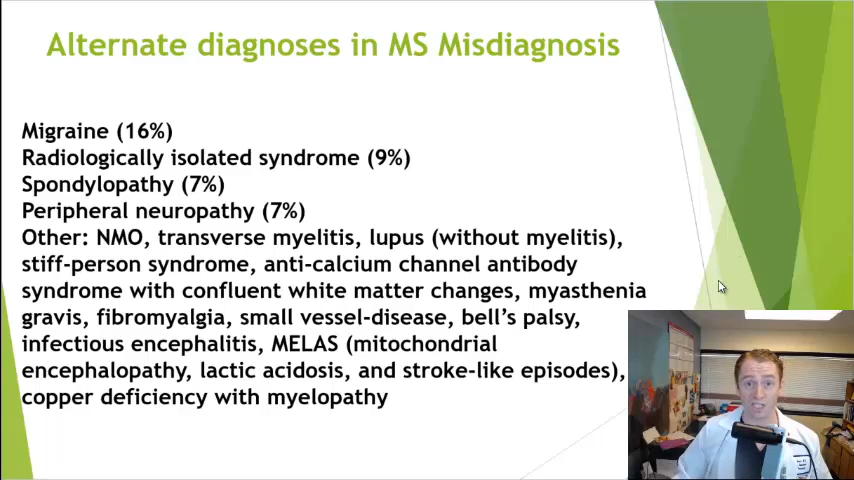 Alternate diagnoses in MS Misdiagnosis
Migraine (16%)
Radiologically isolated syndrome (9%)
Spondylopathy (7%)
Peripheral neuropathy (7%)
Other: NMO, transverse myelitis, lupus (without myelitis),
stiff-person syndrome, anti-calcium channel antibody
syndrome with confluent white matter changes, myasthenia
gravis, fibromyalgia, small vessel-disease, bell's palsy,
infectious encephalitis, MELAS (mitochondrial
encephalopathy, lactic acidosis, and stroke-like episodes),
copper deficiency with myelopathy